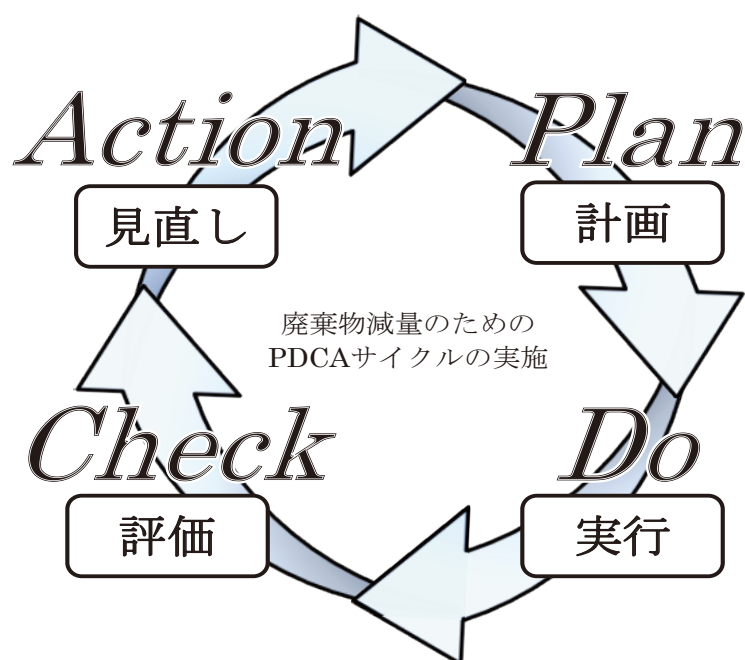 Action
見直し
Plan
計画
廃棄物減量のための
PDCAサイクルの実施
Check
評価
Do
実行